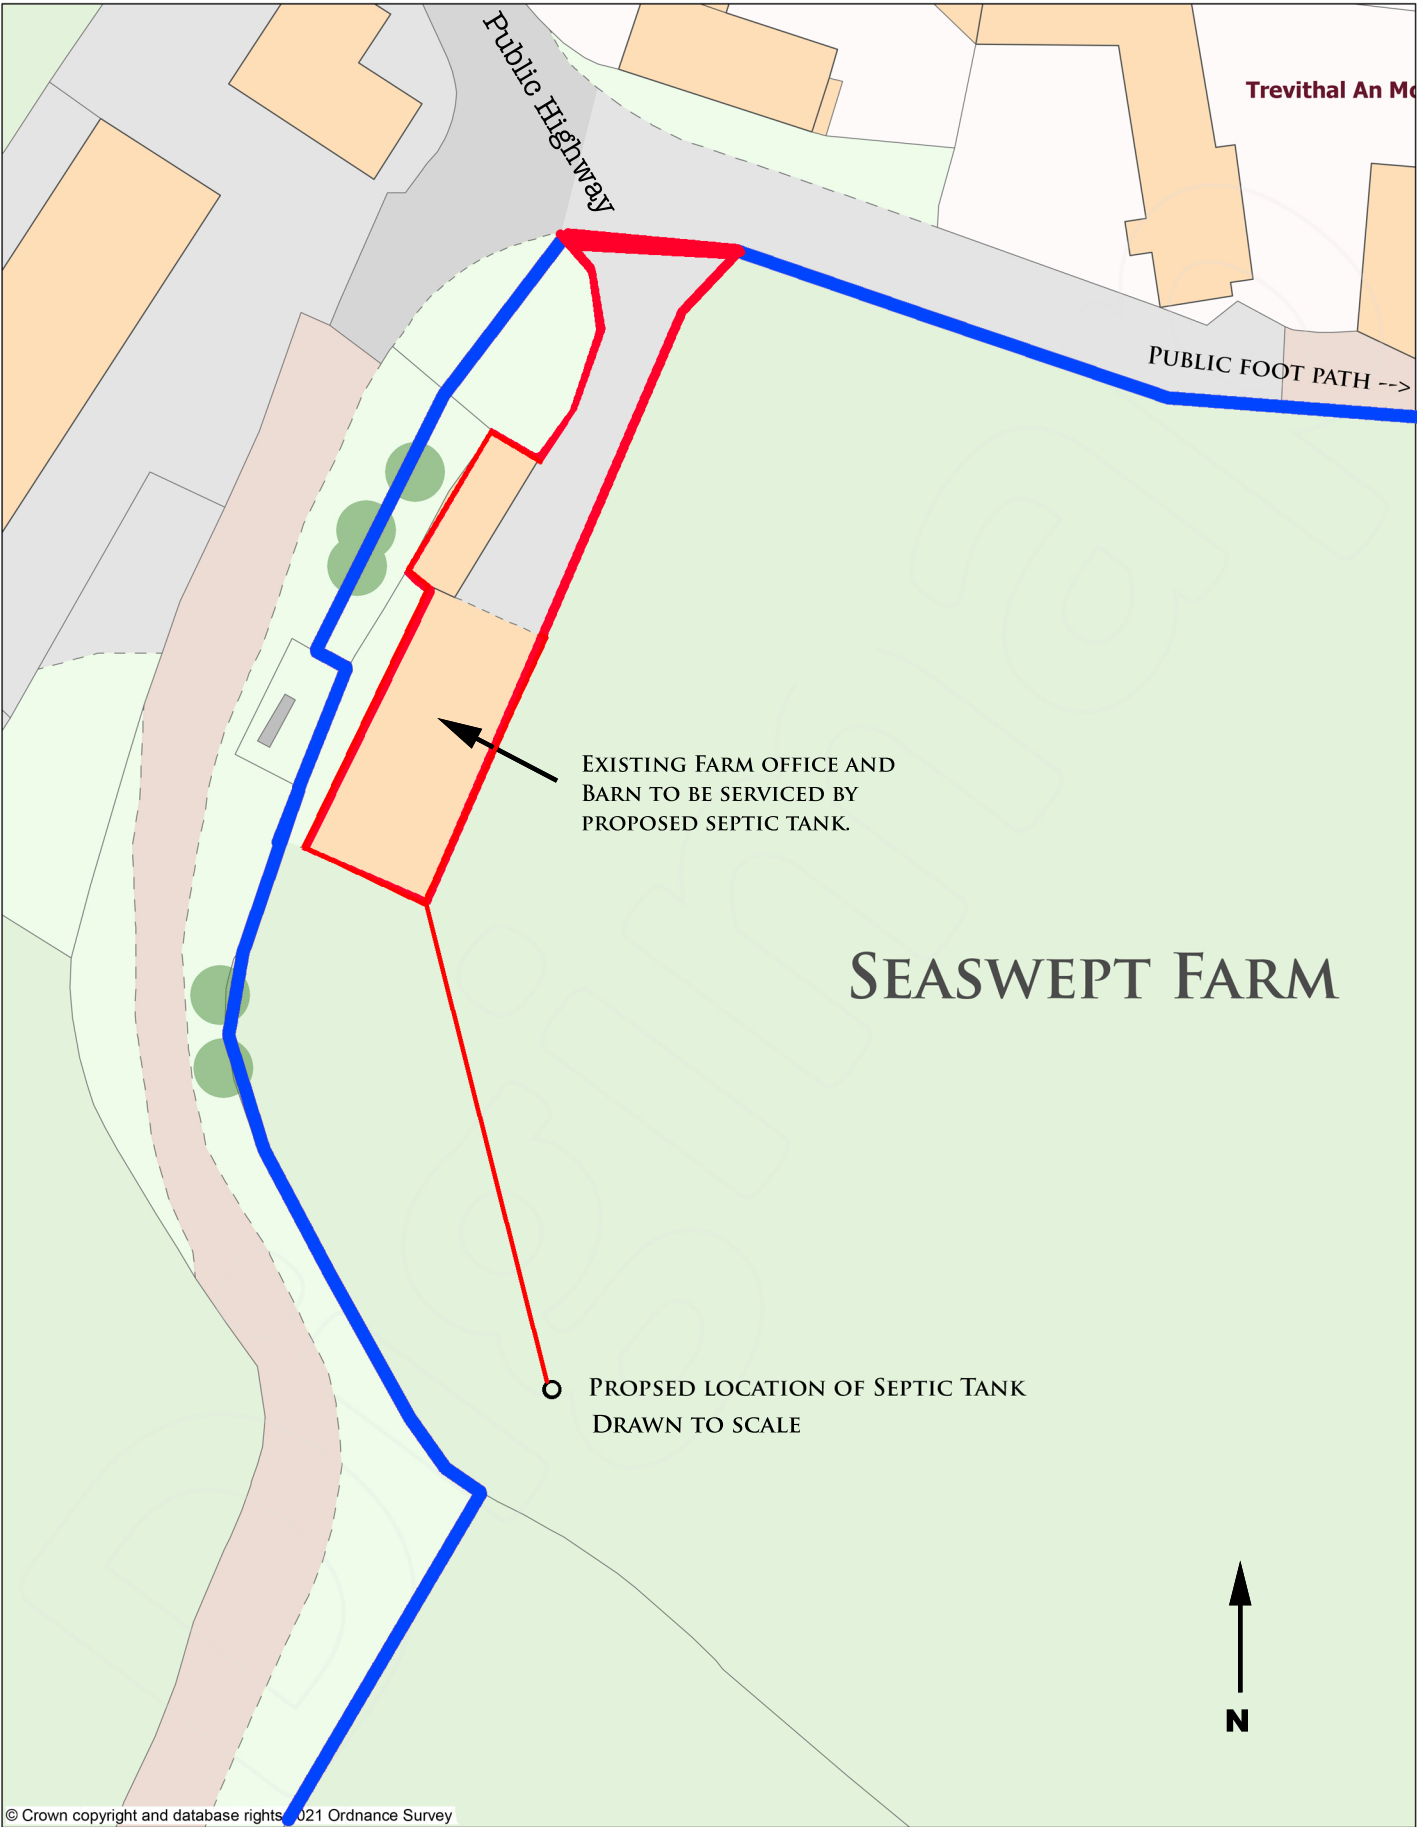 Public Highway
Trevithal An Mo
PUBLIC FOOT PATH -->
EXISTING FARM OFFICE AND
BARN TO BE SERVICED BY
PROPOSED SEPTIC TANK.
SEASWEPT FARM
PROPSED LOCATION OF SEPTIC TANK
DRAWN TO SCALE
N
© Crown copyright and database rights 2021 Ordnance Survey